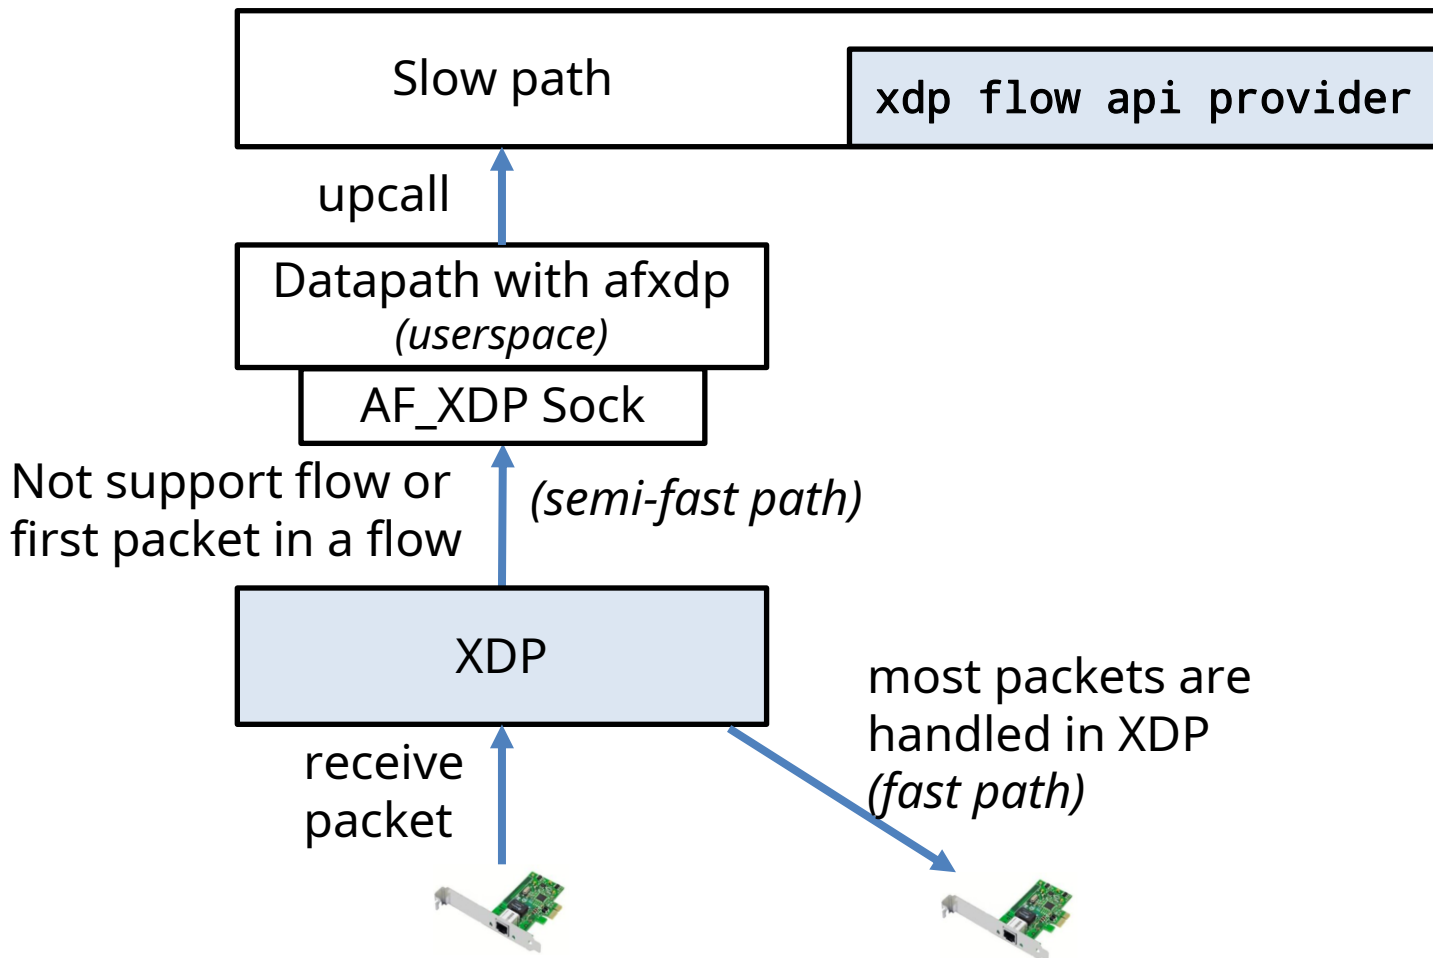 Slow path
xdp flow api provider
upcall
Datapath with afxdp
(userspace)
AF_XDP Sock
Not support flow or
first packet in a flow
(semi-fast path)
XDP
most packets are
handled in XDP
(fast path)
receive
packet